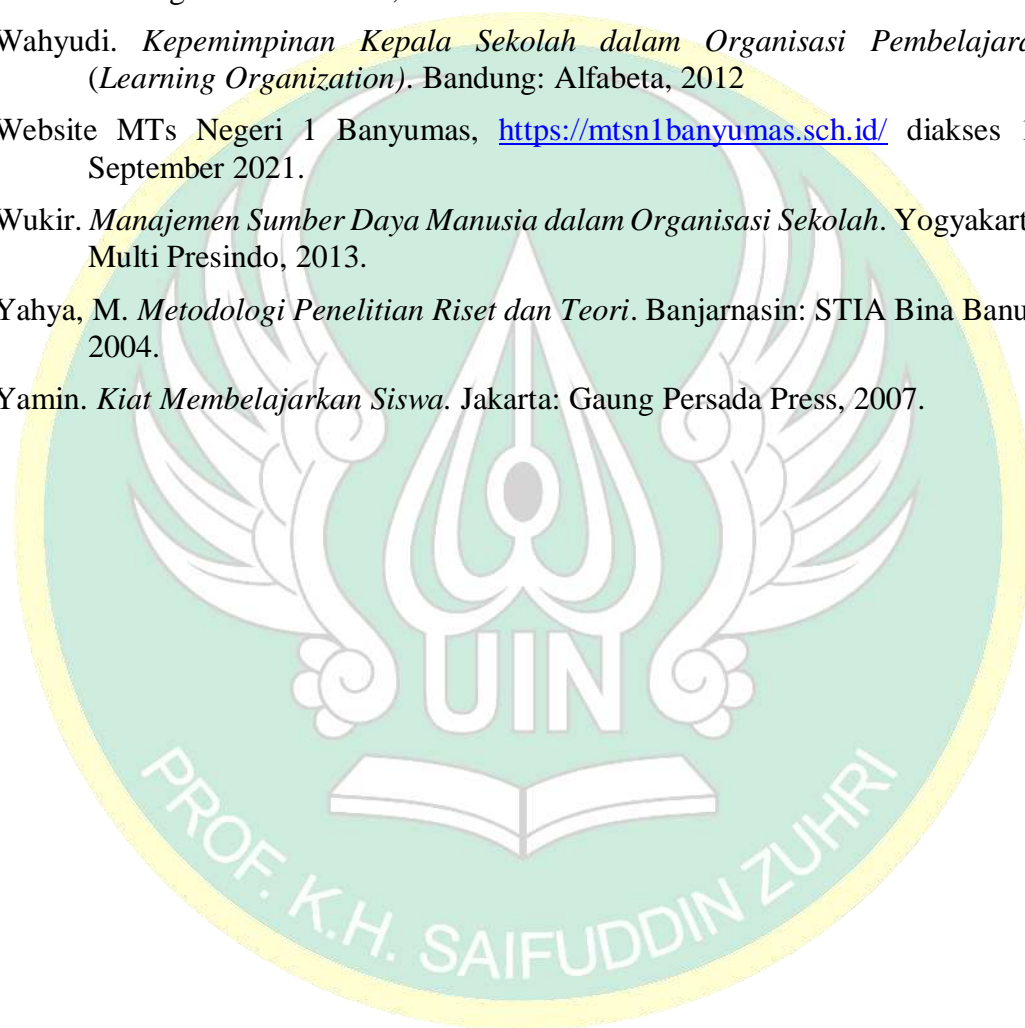 Wahyudi. Kepemimpinan Kepala Sekolah dalam Organisasi
(Learning Organization). Bandung: Alfabeta, 2012
Website MTs Negeri 1 Banyumas, https://mtsn1banyumas.sch.id/ diakses
September 2021.
Wukir. Manajemen Sumber Daya Manusia dalam Organisasi Sekolah.
Multi Presindo, 2013.
Yahya, M. Metodologi Penelitian Riset dan Teori. Banjarnasin: STIA Bina
2004.
Yamin. Kiat Membelajarkan Siswa. Jakarta: Gaung Persada Press, 2007.
UIN
PROF. K.H. SAIFUDDIN ZUHRI